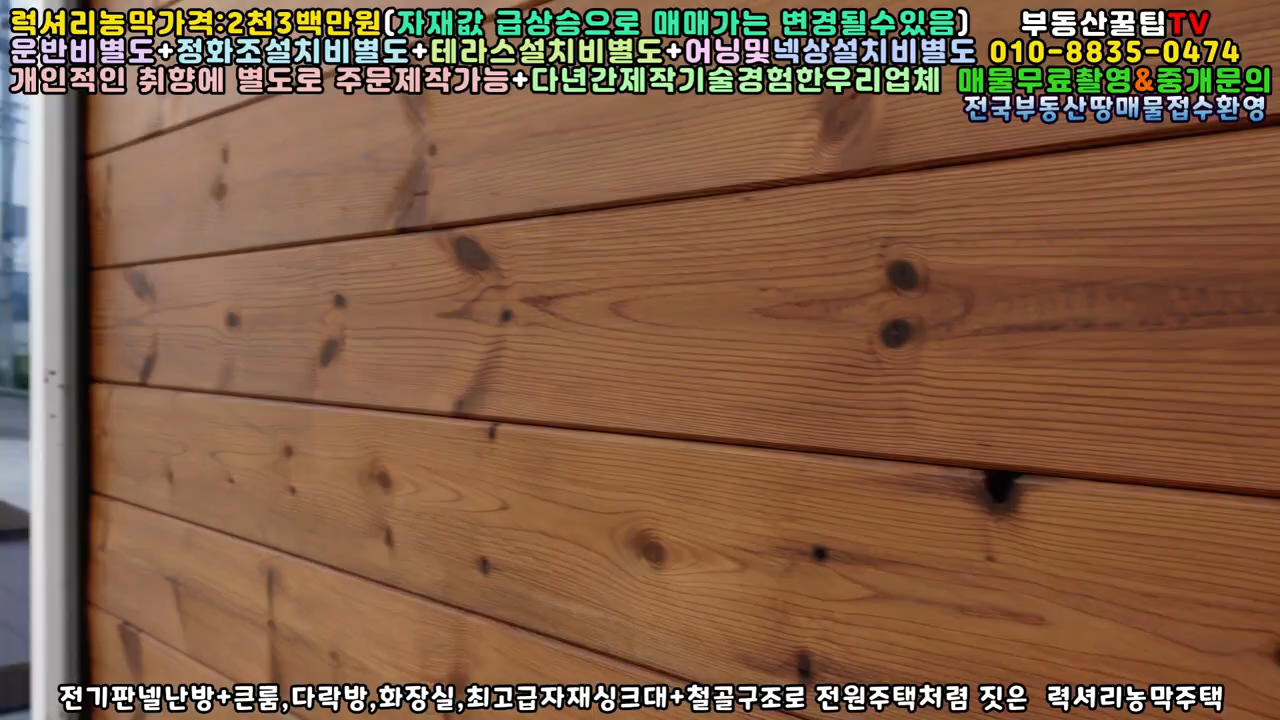 럭셔리농막가격:2천3백만원(자재값 급상승으로 매매가는 변경될수있음) 부동산꿀팁TV
운반비별도+정화조설치비별도+테라스설치비별도+어닝및넥상설치비별도 010-8835-0474
개인적인 취향에 별도로 주문제작가능+다년간제작기술경험한우리업체 매물무료촬영&중개문의
전국부동산땅매물접수환영
전기판넬난방+큰룸,다락방,화장실,최고급자재싱크대+철골구조로 전원주택처렴 짓은 럭셔리농막주택